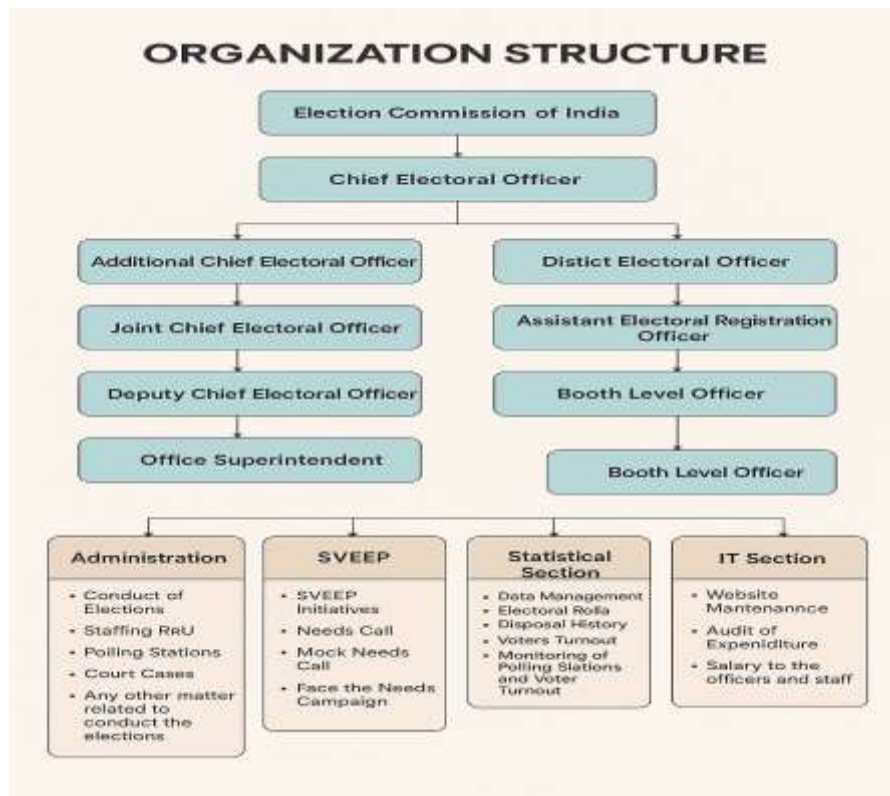 ORGANIZATION STRUCTURE
Election Commission of India
Chief Electoral Officer
Additional Chief Electoral Officer
Distict Electoral Officer
Joint Chief Electoral Officer
Assistant Electoral Registration
Officer
Deputy Chief Electoral Officer
Booth Level Officer
Office Superintendent
Booth Level Officer
Administration
• Conduct of
Elections
• Staffing RRU
• Polling Stations
• Court Cases
• Any other matter
related to
conduct the
elections
SVEEP
• SVEEP
Initiatives
• Needs Call
• Mock Needs
Call
• Face the Needs
Campaign
Statistical
Section
• Data Management
• Electoral Rolla
• Disposal History
• Voters Turnout
• Monitoring of
Polling Slations
and Voter
Turnout
IT Section
• Website
Mantenannce
• Audit of
Expeniditure
• Salary to the
officers and staff